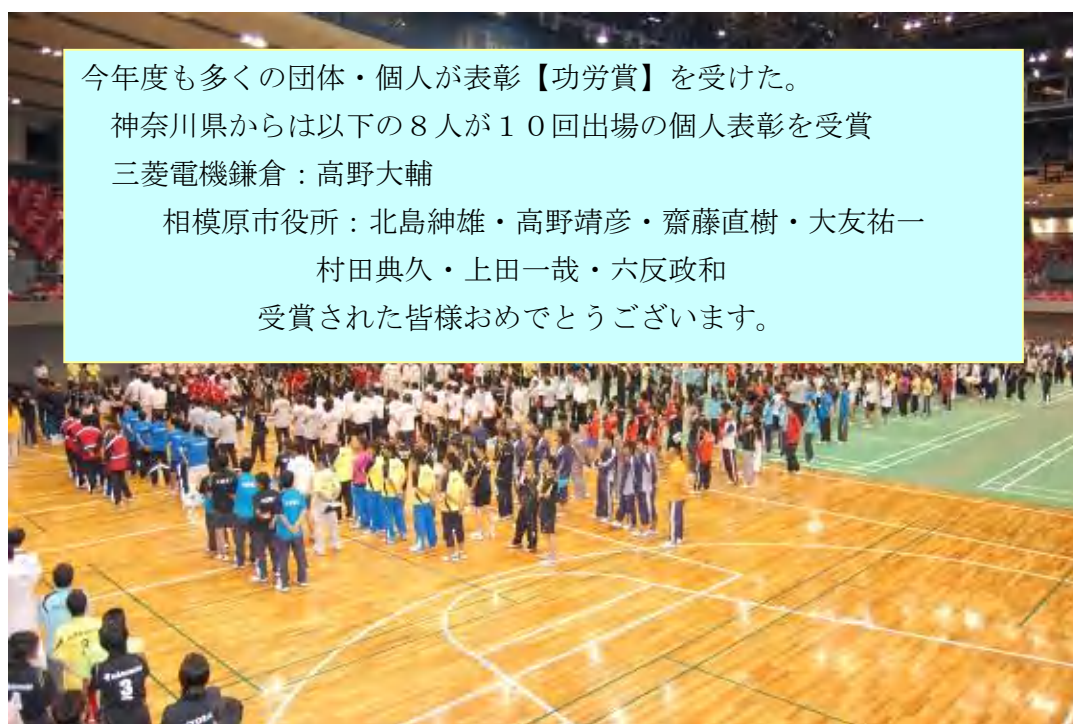 今年度も多くの団体・個人が表彰【功労賞】を受けた。
神奈川県からは以下の８人が１０回出場の個人表彰を受賞
三菱電機鎌倉：高野大輔
相模原市役所：北島紳雄・高野靖彦・齋藤直樹・大友祐一
村田典久・上田一哉・六反政和
受賞された皆様おめでとうございます。
3